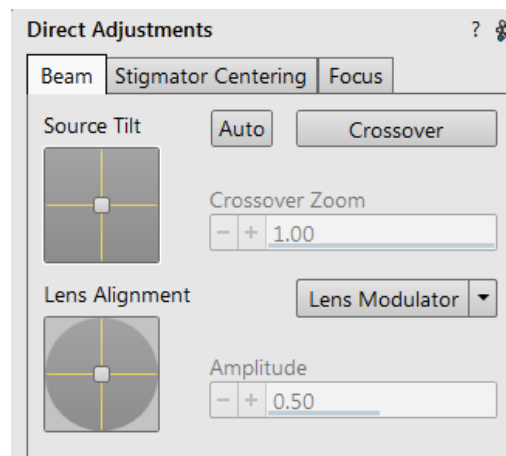 Direct Adjustments ?
Beam Stigmator Centering Focus
Source Tilt Auto Crossover
Crossover Zoom
− + 1.00
Lens Alignment Lens Modulator
Amplitude
− + 0.50